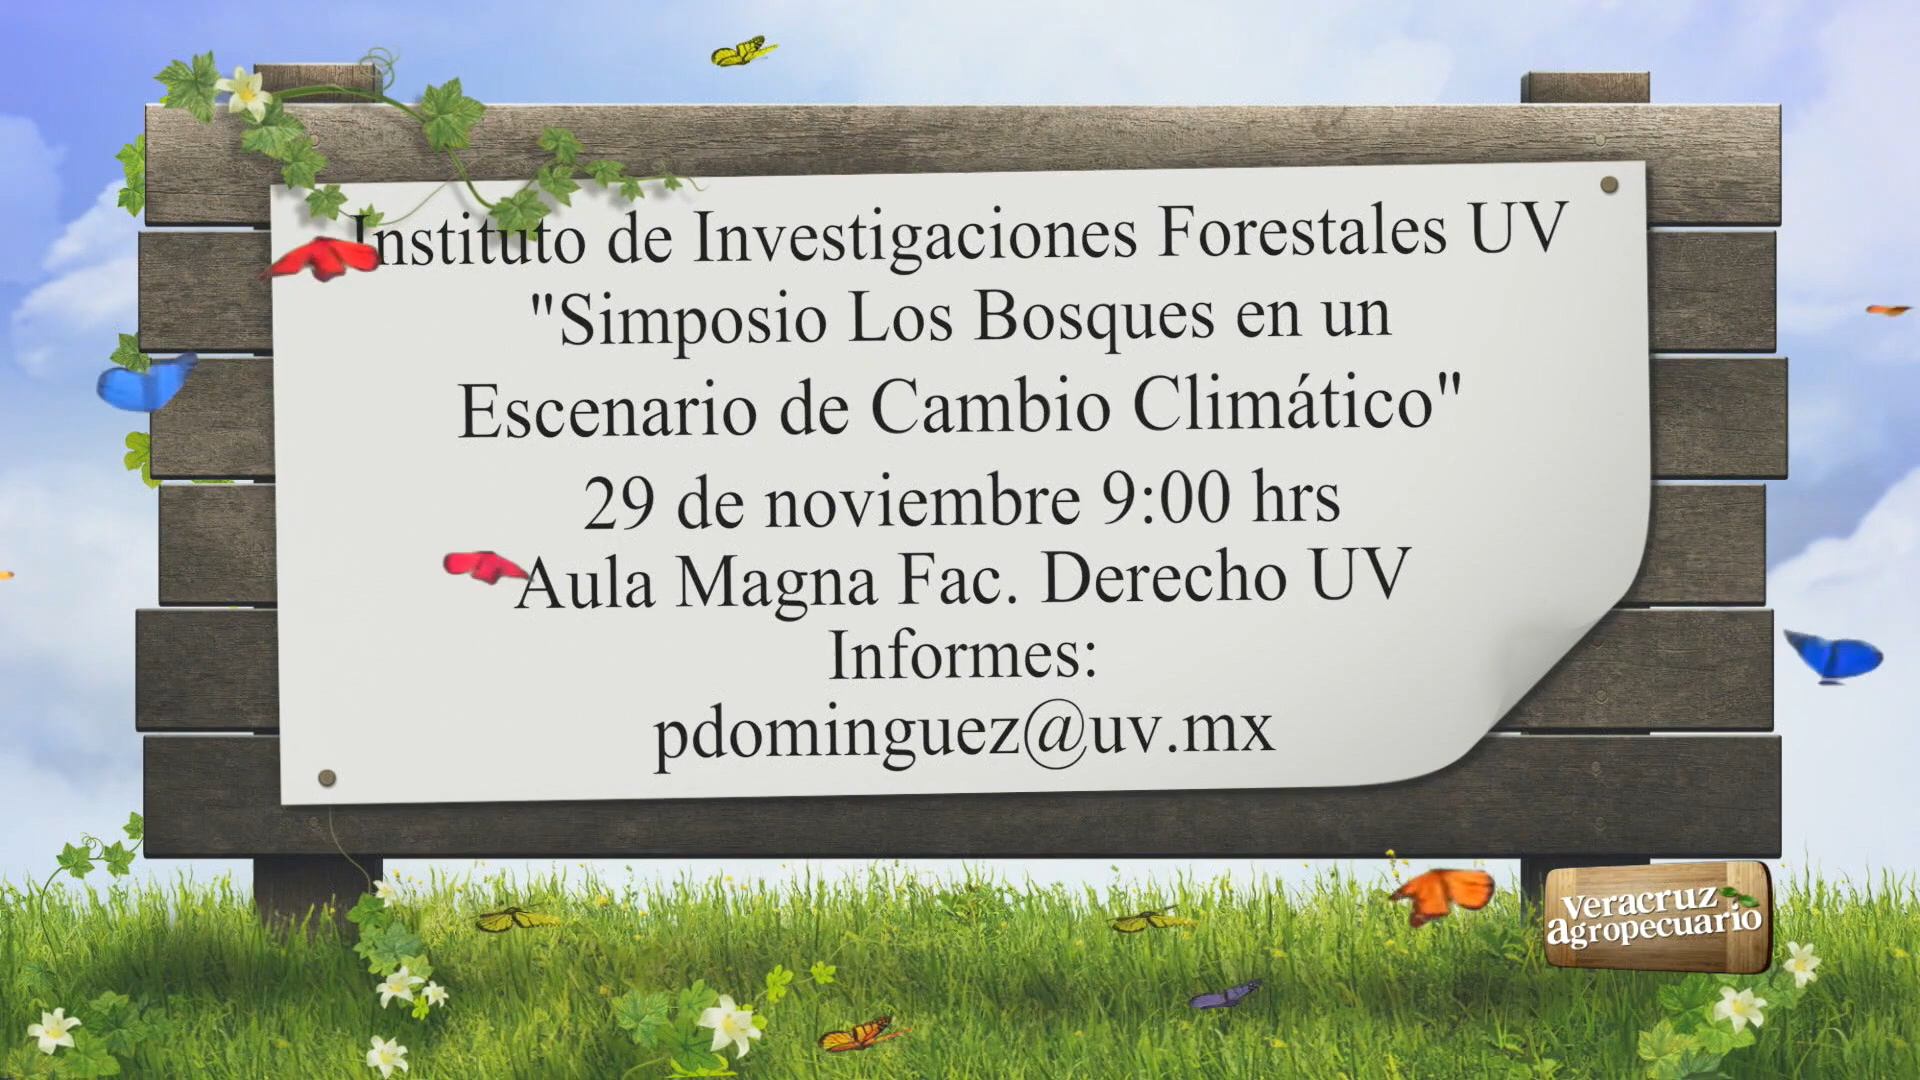 Instituto de Investigaciones Forestales UV
"Simposio Los Bosques en un
Escenario de Cambio Climático"
29 de noviembre 9:00 hrs
Aula Magna Fac. Derecho UV
Informes:
pdominguez@uv.mx
veracruz
agropecuario